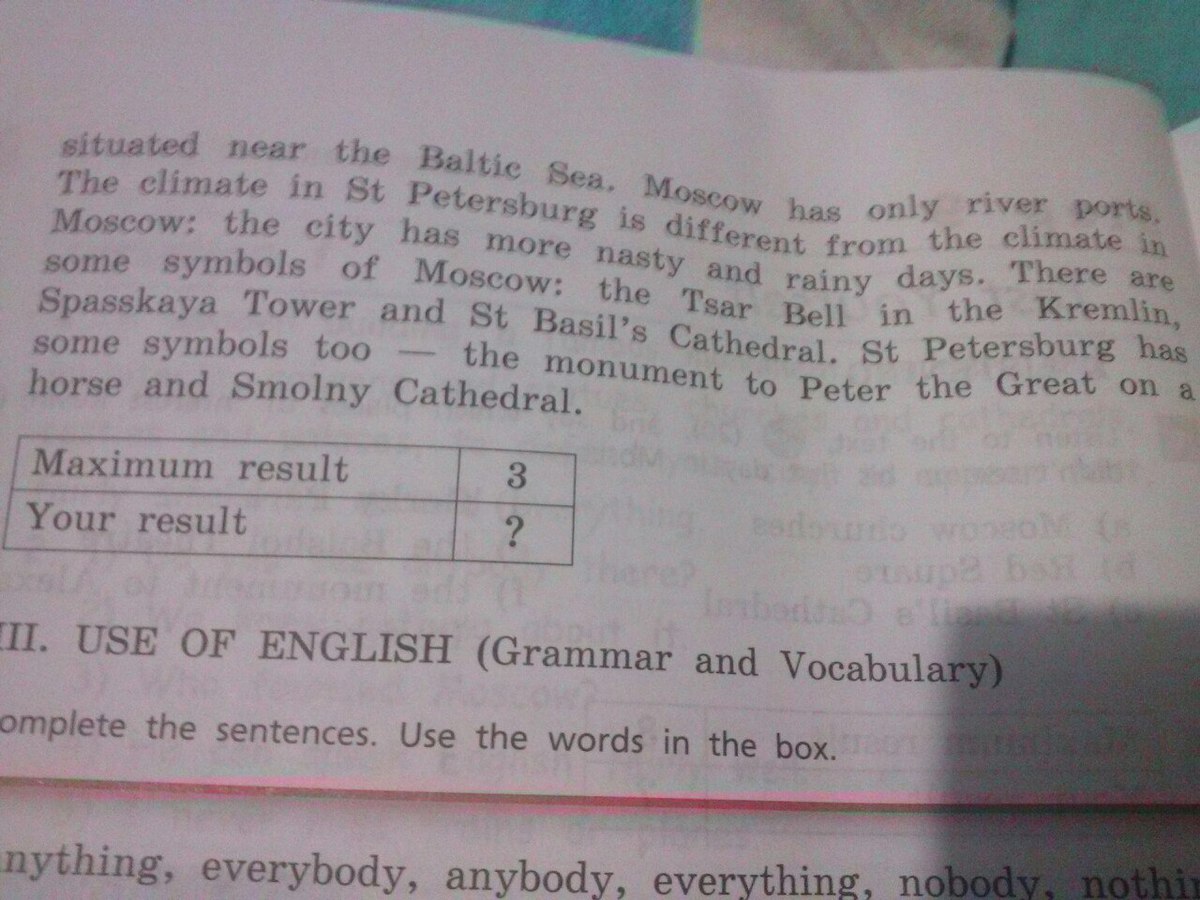 situated near the Baltic Sea. Moscow has only river ports.
The climate in St Petersburg is different from the climate in
Moscow: the city has more nasty and rainy days. There are
some symbols of Moscow: the Tsar Bell in the Kremlin,
Spasskaya Tower and St Basil's Cathedral. St Petersburg has
some symbols too — the monument to Peter the Great on a
horse and Smolny Cathedral.
Maximum result 3
Your result ?
III. USE OF ENGLISH (Grammar and Vocabulary)
omplete the sentences. Use the words in the box.
nything, everybody, anybody, everything, nobody, nothin